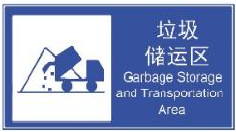 垃圾
储运区
Garbage Storage
and Transportation
Area